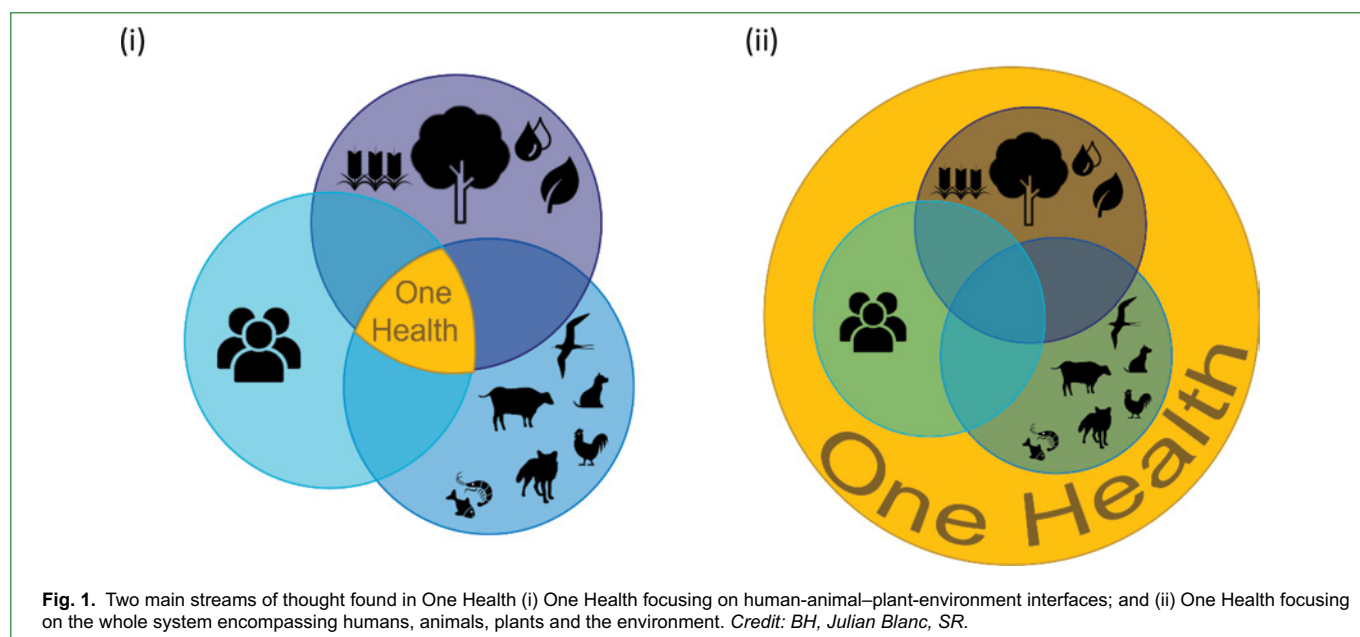 (i)
(ii)
One
Health
One Health
Fig. 1. Two main streams of thought found in One Health (i) One Health focusing on human-animal–plant-environment interfaces; and (ii) One Health focusing
on the whole system encompassing humans, animals, plants and the environment. Credit: BH, Julian Blanc, SR.